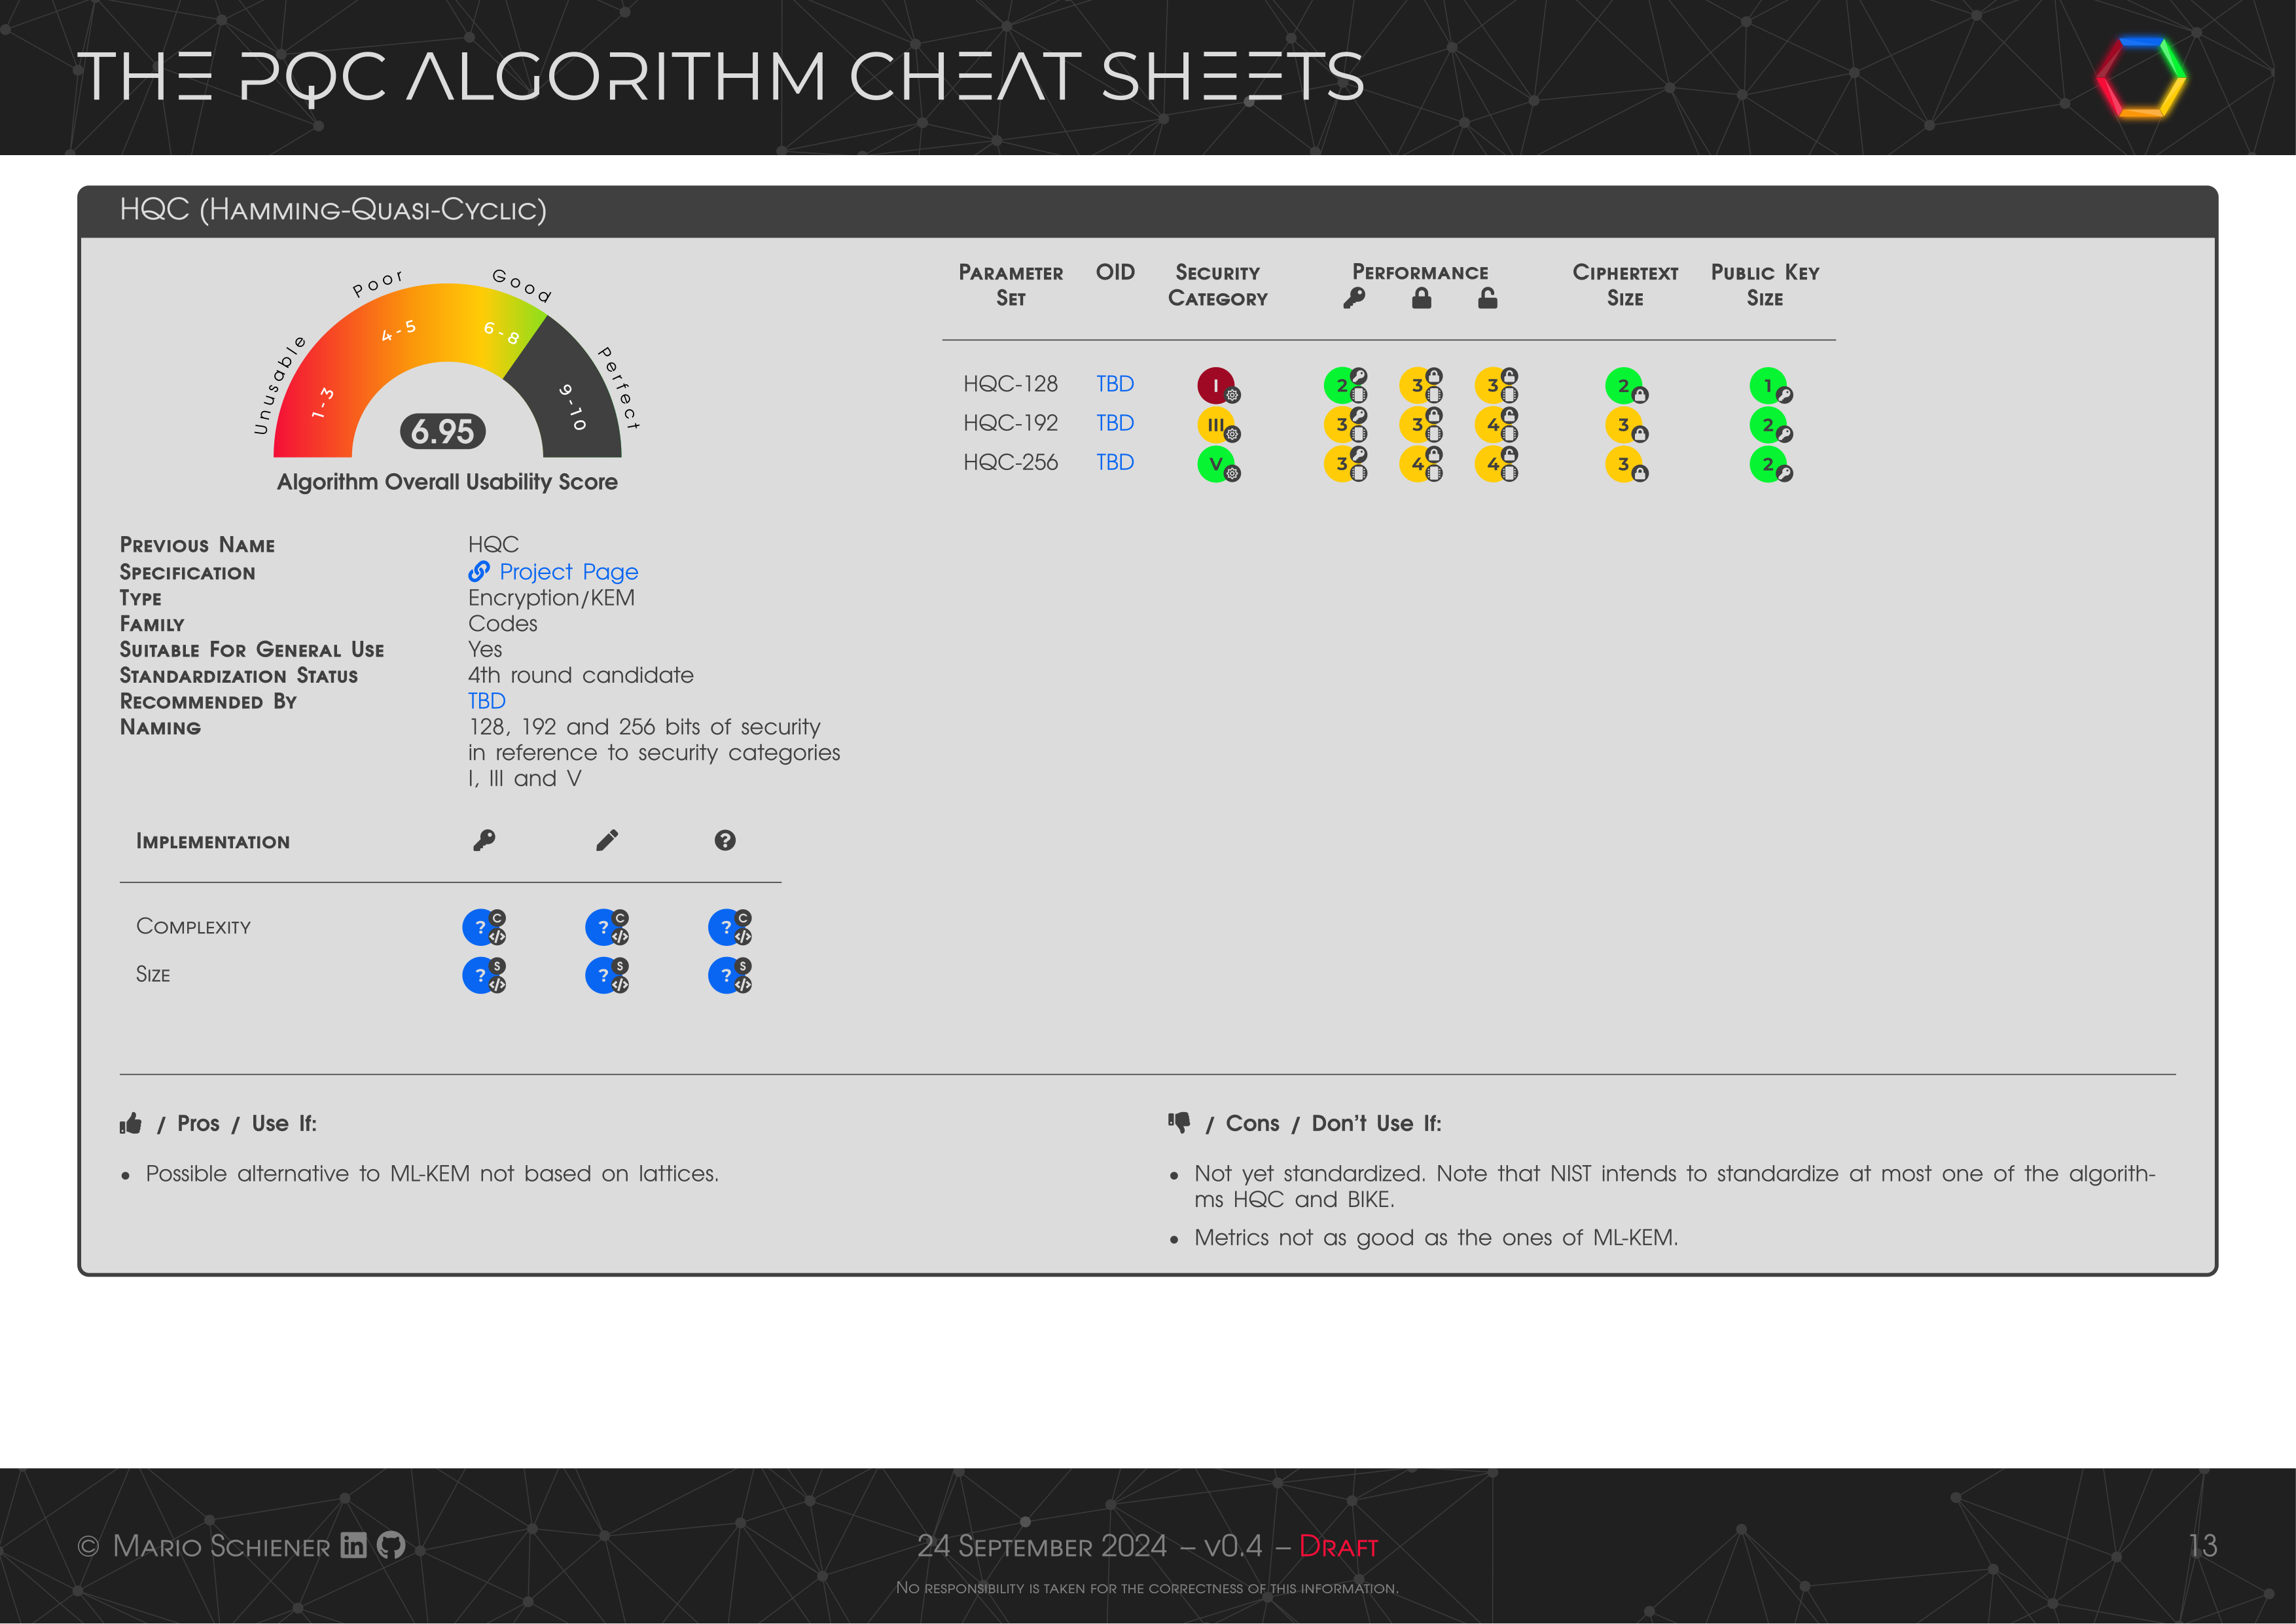 THE PQC ALGORITHM CHEAT SHEETS
HQC (Hamming-Quasi-Cyclic)
Unusable
Poor
Good
Perfect
1-3
4-5
6-8
9-10
6.95
Algorithm Overall Usability Score
Previous Name HQC
Specification Project Page
Type Encryption/KEM
Family Codes
Suitable For General Use Yes
Standardization Status 4th round candidate
Recommended By TBD
Naming 128, 192 and 256 bits of security
in reference to security categories
I, III and V
Implementation ?
Complexity ? C </> ? C </> ? C </>
Size ? S </> ? S </> ? S </>
Parameter OID Security Performance Ciphertext Public Key
Set Category Size Size
HQC-128 TBD I 2 3 3 2 1
HQC-192 TBD III 3 3 4 3 2
HQC-256 TBD V 3 4 4 3 2
/ Pros / Use If:
• Possible alternative to ML-KEM not based on lattices.
/ Cons / Don't Use If:
• Not yet standardized. Note that NIST intends to standardize at most one of the algorith-
ms HQC and BIKE.
• Metrics not as good as the ones of ML-KEM.
© Mario Schiener in
24 September 2024 – v0.4 – Draft
13
No responsibility is taken for the correctness of this information.